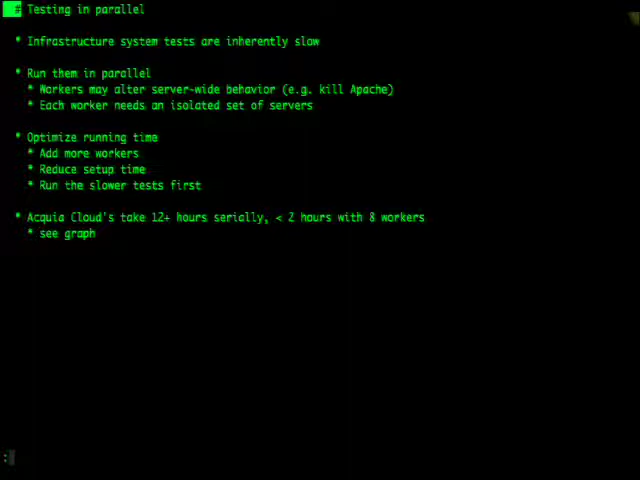 # Testing in parallel
* Infrastructure system tests are inherently slow
* Run them in parallel
* Workers may alter server-wide behavior (e.g. kill Apache)
* Each worker needs an isolated set of servers
* Optimize running time
* Add more workers
* Reduce setup time
* Run the slower tests first
* Acquia Cloud's take 12+ hours serially, < 2 hours with 8 workers
* see graph
: